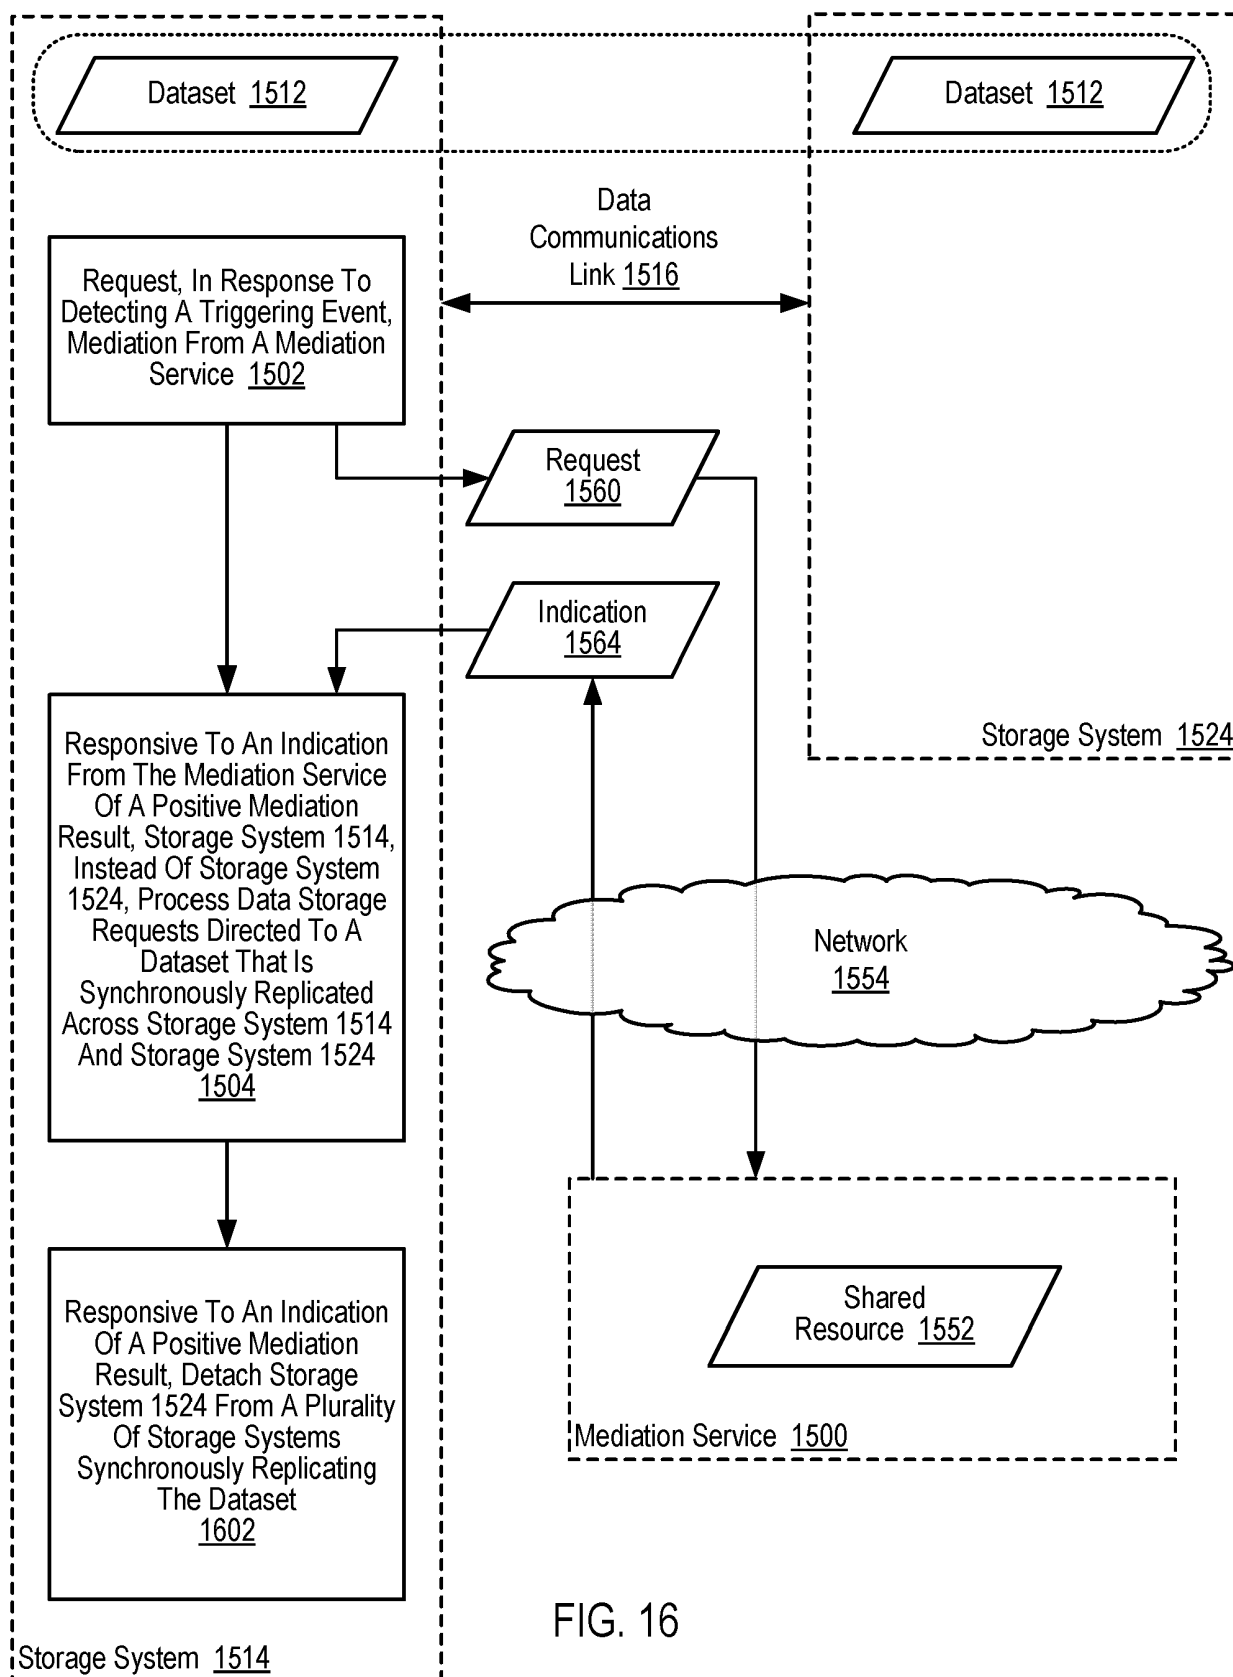 Dataset 1512
Dataset 1512
Data
Communications
Link 1516
Request, In Response To
Detecting A Triggering Event,
Mediation From A Mediation
Service 1502
Request
1560
Indication
1564
Storage System 1524
Responsive To An Indication
From The Mediation Service
Of A Positive Mediation
Result, Storage System 1514,
Instead Of Storage System
1524, Process Data Storage
Requests Directed To A
Dataset That Is
Synchronously Replicated
Across Storage System 1514
And Storage System 1524
1504
Network
1554
Shared
Resource 1552
Mediation Service 1500
Responsive To An Indication
Of A Positive Mediation
Result, Detach Storage
System 1524 From A Plurality
Of Storage Systems
Synchronously Replicating
The Dataset
1602
FIG. 16
Storage System 1514